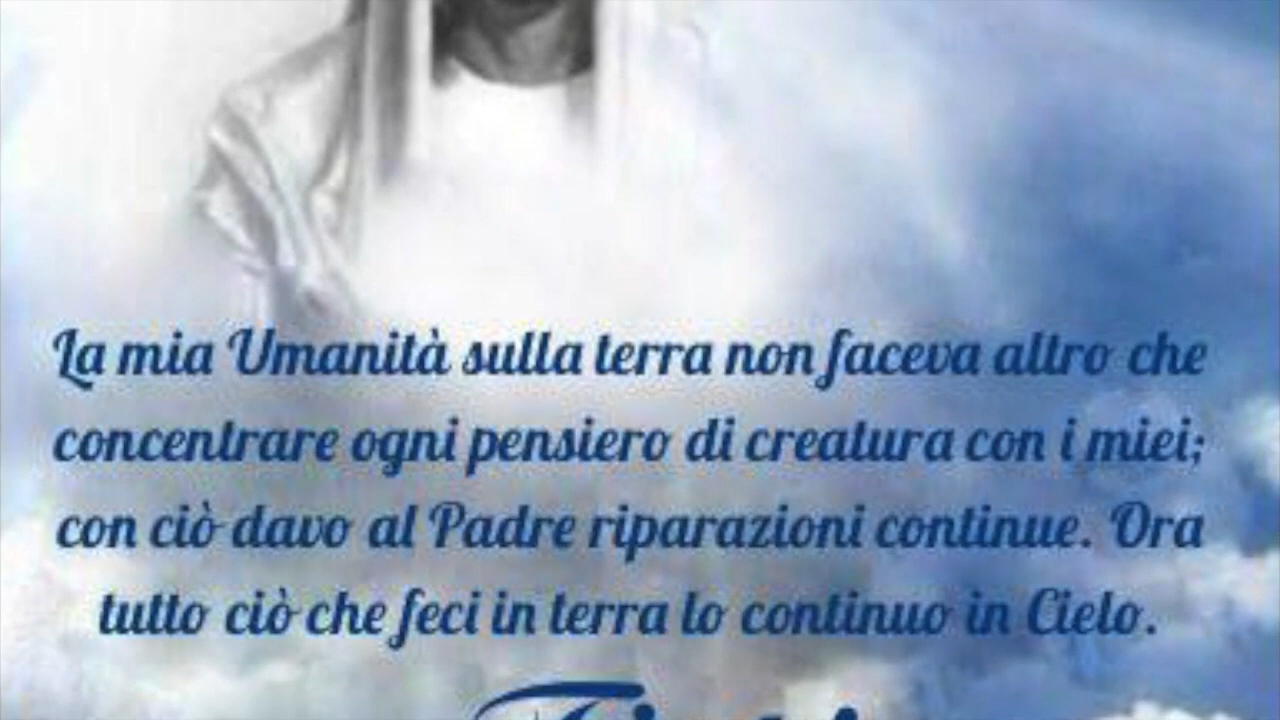 La mia Umanità sulla terra non faceva altro che
concentrare ogni pensiero di creatura con i miei;
con ciò davo al Padre riparazioni continue. Ora
tutto ciò che feci in terra lo continuo in Cielo.